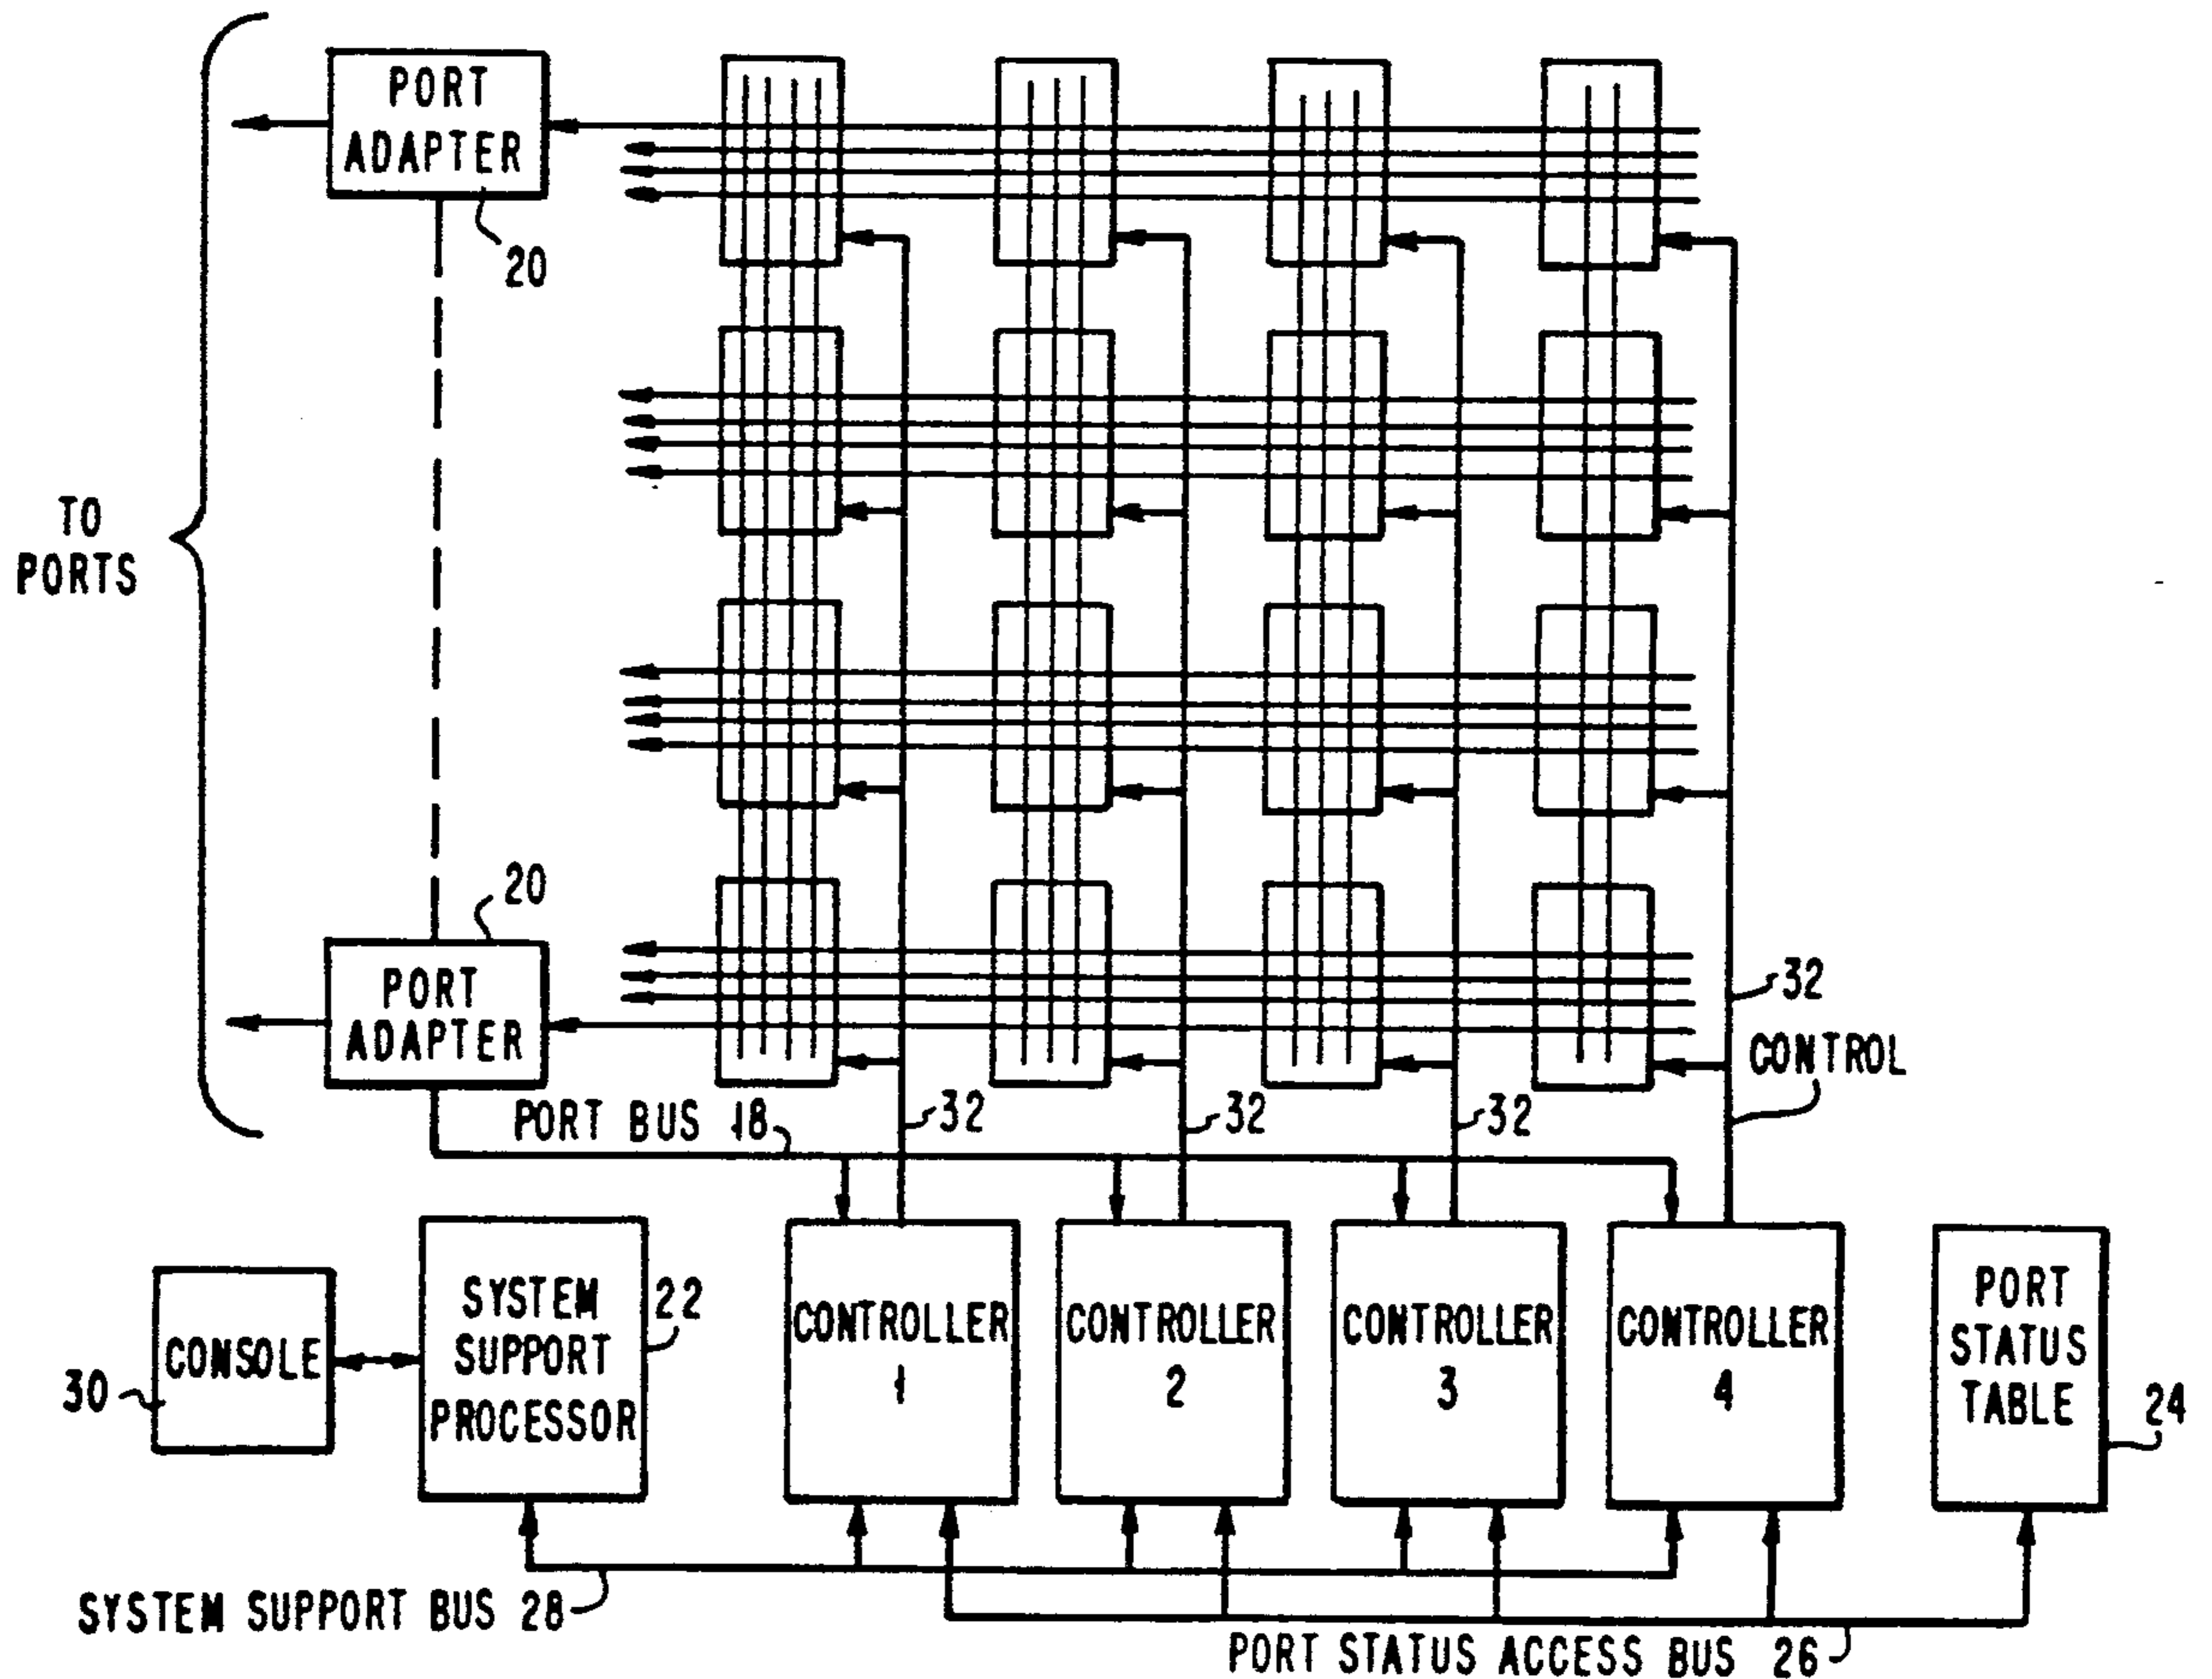 PORT
ADAPTER
20
TO
PORTS
20
PORT
ADAPTER
32
CONTROL
PORT BUS 18
32
32
32
CONSOLE
30
SYSTEM
SUPPORT
PROCESSOR
22
CONTROLLER
1
CONTROLLER
2
CONTROLLER
3
CONTROLLER
4
PORT
STATUS
TABLE
24
SYSTEM SUPPORT BUS 28
PORT STATUS ACCESS BUS 26